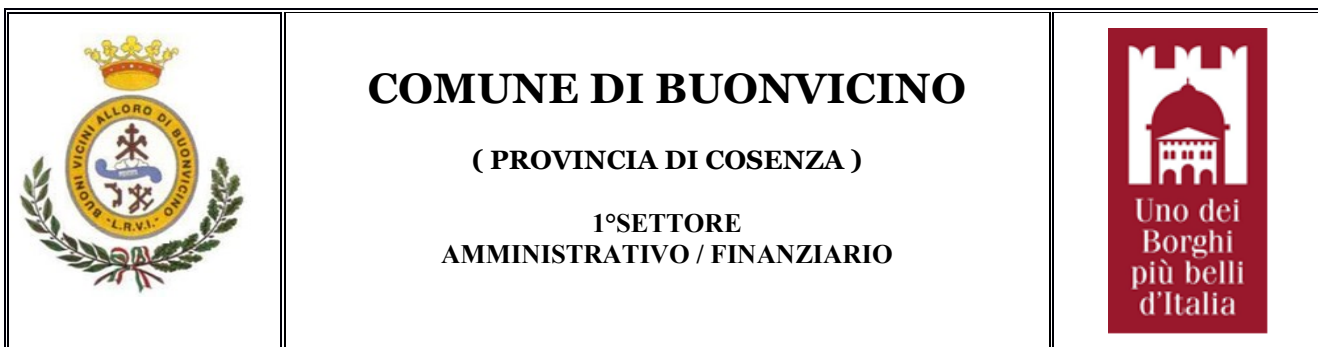 BUONI VICINI ALLORO DI BUONVICINO
- L.R.V.I. -
COMUNE DI BUONVICINO
( PROVINCIA DI COSENZA )
1°SETTORE
AMMINISTRATIVO / FINANZIARIO
Uno dei
Borghi
più belli
d'Italia